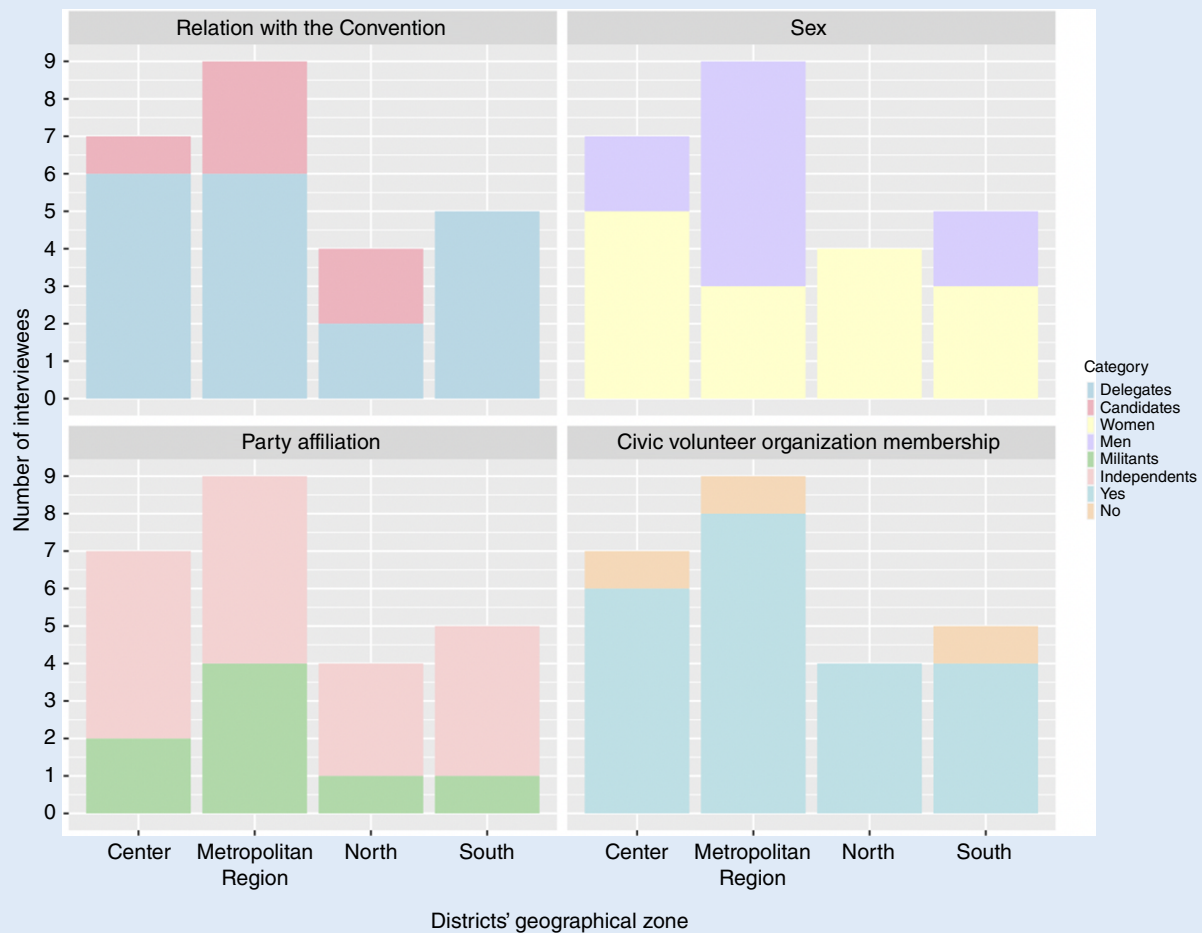 Relation with the Convention
Sex
9
8
7
6
5
4
3
2
1
0
Party affiliation
Civic volunteer organization membership
9
8
7
6
5
4
3
2
1
0
Number of interviewees
Center
Metropolitan
Region
North
South
Center
Metropolitan
Region
North
South
Districts’ geographical zone
Category
Delegates
Candidates
Women
Men
Militants
Independents
Yes
No